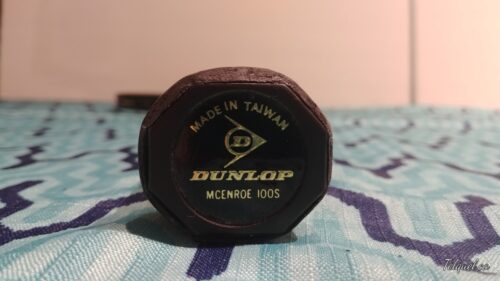 MADE IN TAIWAN
D
DUNLOP
MCENROE 100S